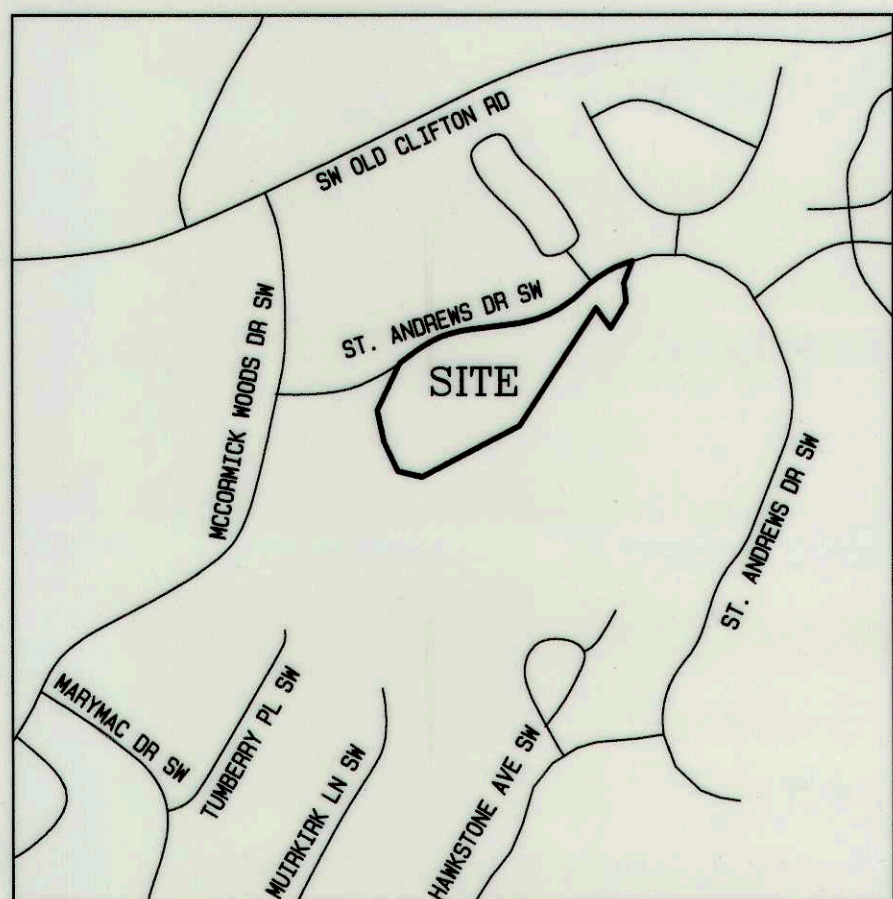 SW OLD CLIFTON RD
ST. ANDREWS DR SW
MCCORMICK WOODS DR SW
SITE
ST. ANDREWS DR SW
MARYMAC DR SW
TUMBERRY PL SW
MUIRKIRK LN SW
HAWKSTONE AVE SW